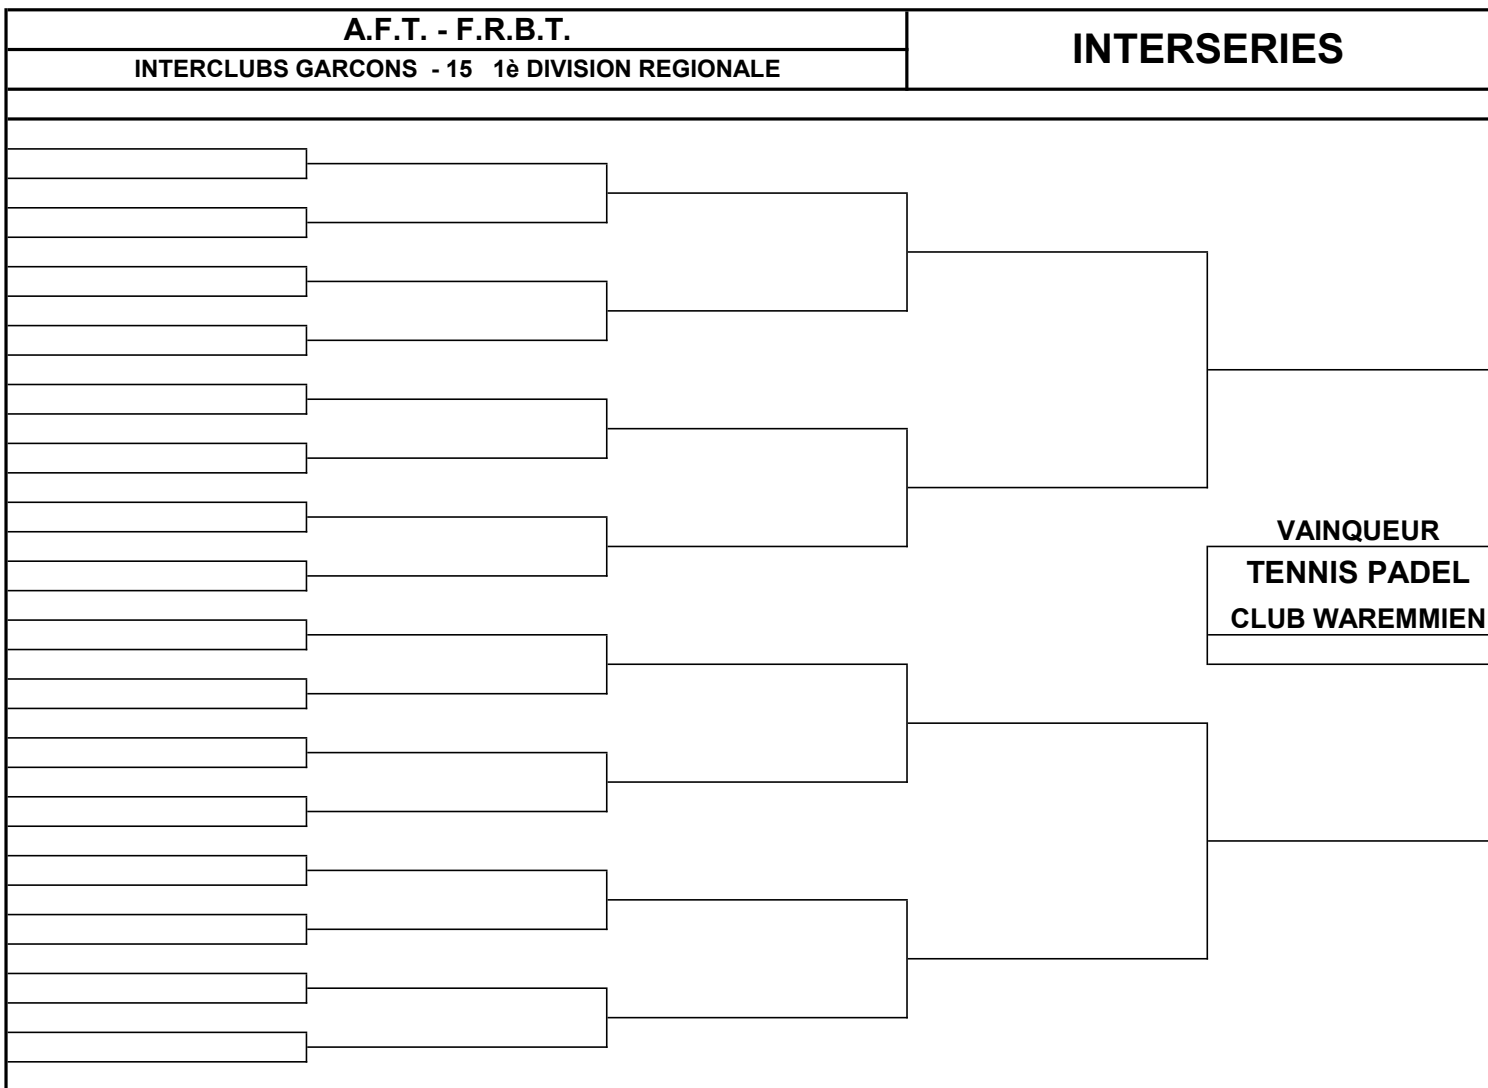 A.F.T. - F.R.B.T.
INTERCLUBS GARCONS - 15 1è DIVISION REGIONALE
INTERSERIES
VAINQUEUR
TENNIS PADEL
CLUB WAREMMIEN